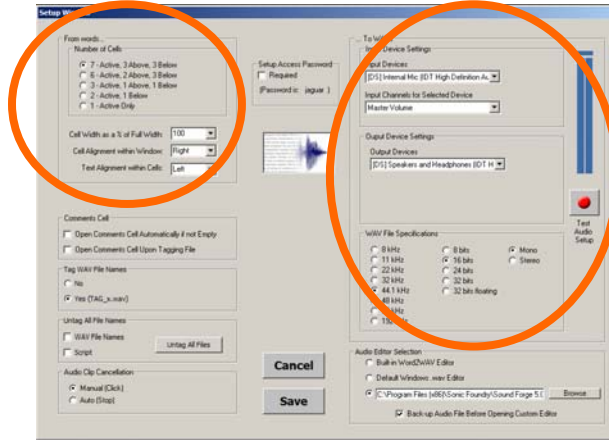 Setup
From words...
Number of Cells
7 - Active, 3 Above, 3 Below
6 - Active, 2 Above, 3 Below
3 - Active, 1 Above, 1 Below
2 - Active, 1 Below
1 - Active Only
Cell Width as a % of Full Width: 100
Cell Alignment within Window: Right
Text Alignment within Cells: Left
Setup Access Password
Required
(Password is: jaguar )
Comments Cell
Open Comments Cell Automatically if not Empty
Open Comments Cell Upon Tagging File
Tag WAV File Names
No
Yes (TAG_x.wav)
Untag All File Names
WAV File Names
Script
Untag All Files
Audio Clip Cancellation
Manual (Click)
Auto (Stop)
Cancel
Save
... To WAV
Device Settings
Input Devices
[DS] Internal Mic (IDT High Definition Au
Input Channels for Selected Device
Master Volume
Ouput Device Settings
Output Devices
[DS] Speakers and Headphones (IDT H
WAV File Specifications
8 kHz
11 kHz
22 kHz
32 kHz
44.1 kHz
48 kHz
8 bits
16 bits
24 bits
32 bits
32 bits floating
Mono
Stereo
Test
Audio
Setup
Audio Editor Selection
Built-in Word2WAV Editor
Default Windows .wav Editor
C:\Program Files (x86)\Sonic Foundry\Sound Forge 5.0
Browse
Back-up Audio File Before Opening Custom Editor